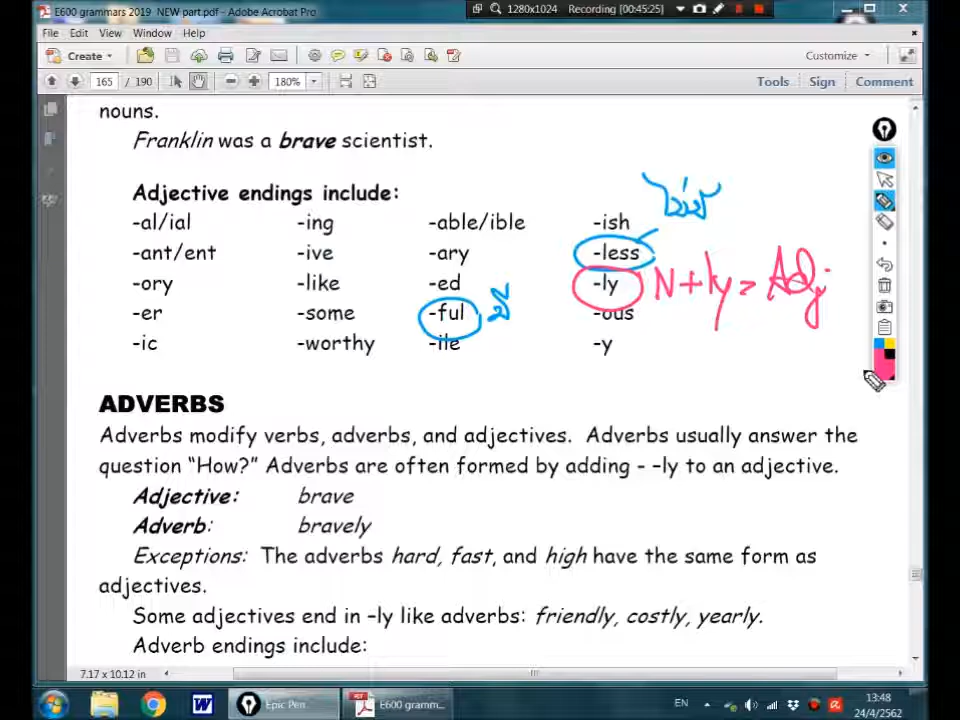 E600 grammars 2019 NEW part.pdf - Adobe Acrobat Pro
1280x1024 Recording [00:45:25]
File Edit View Window Help
Create Customize
165 / 190 180% Tools Sign Comment
nouns.
Franklin was a brave scientist.
ไม่มี
Adjective endings include:
-al/ial -ing -able/ible -ish
-ant/ent -ive -ary -less
-ory -like -ed -ly N+ly = Adj
-er -some -ful มี -ous
-ic -worthy -ile -y
ADVERBS
Adverbs modify verbs, adverbs, and adjectives. Adverbs usually answer the
question “How?” Adverbs are often formed by adding - –ly to an adjective.
Adjective: brave
Adverb: bravely
Exceptions: The adverbs hard, fast, and high have the same form as
adjectives.
Some adjectives end in –ly like adverbs: friendly, costly, yearly.
Adverb endings include:
7.17 x 10.12 in
Epic Pen E600 gramm... EN 13:48
24/4/2562